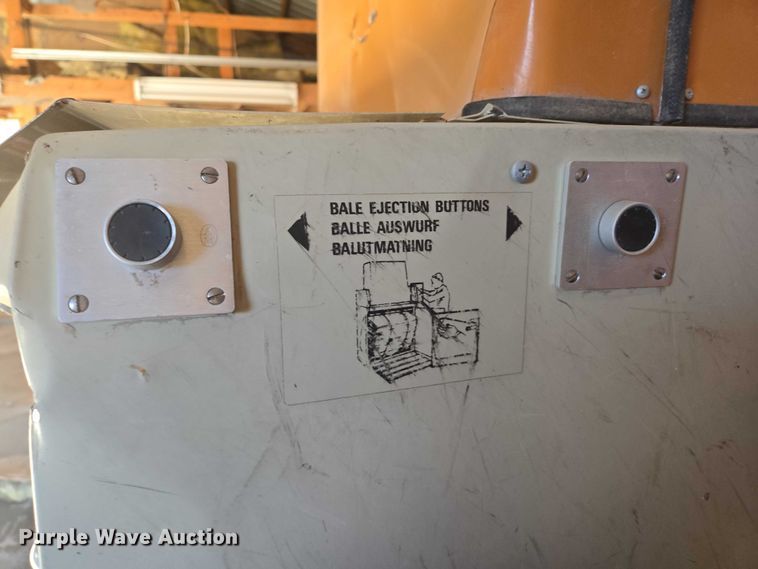 BALE EJECTION BUTTONS
BALLE AUSWURF
BALUTMATNING
Purple Wave Auction